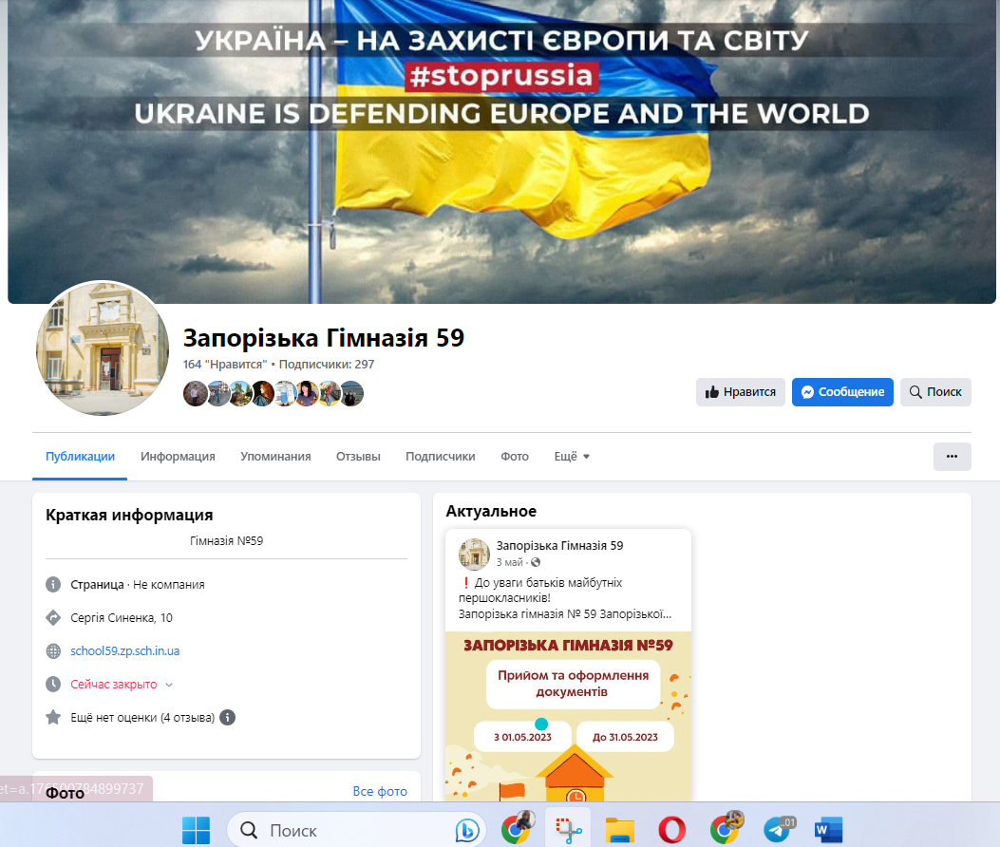 УКРАЇНА – НА ЗАХИСТІ ЄВРОПИ ТА СВІТУ
#stoprussia
UKRAINE IS DEFENDING EUROPE AND THE WORLD
Запорізька Гімназія 59
164 "Нравится" • Подписчики: 297
Нравится
Сообщение
Поиск
Публикации
Информация
Упоминания
Отзывы
Подписчики
Фото
Ещё
Краткая информация
Гімназія №59
Страница · Не компания
Сергія Синенка, 10
school59.zp.sch.in.ua
Сейчас закрыто
Ещё нет оценки (4 отзыва)
Фото
Все фото
Актуальное
Запорізька Гімназія 59
3 май ·
❗ До уваги батьків майбутніх
першокласників!
Запорізька гімназія № 59 Запорізької...
ЗАПОРІЗЬКА ГІМНАЗІЯ №59
Прийом та оформлення
документів
З 01.05.2023
До 31.05.2023
Поиск
W